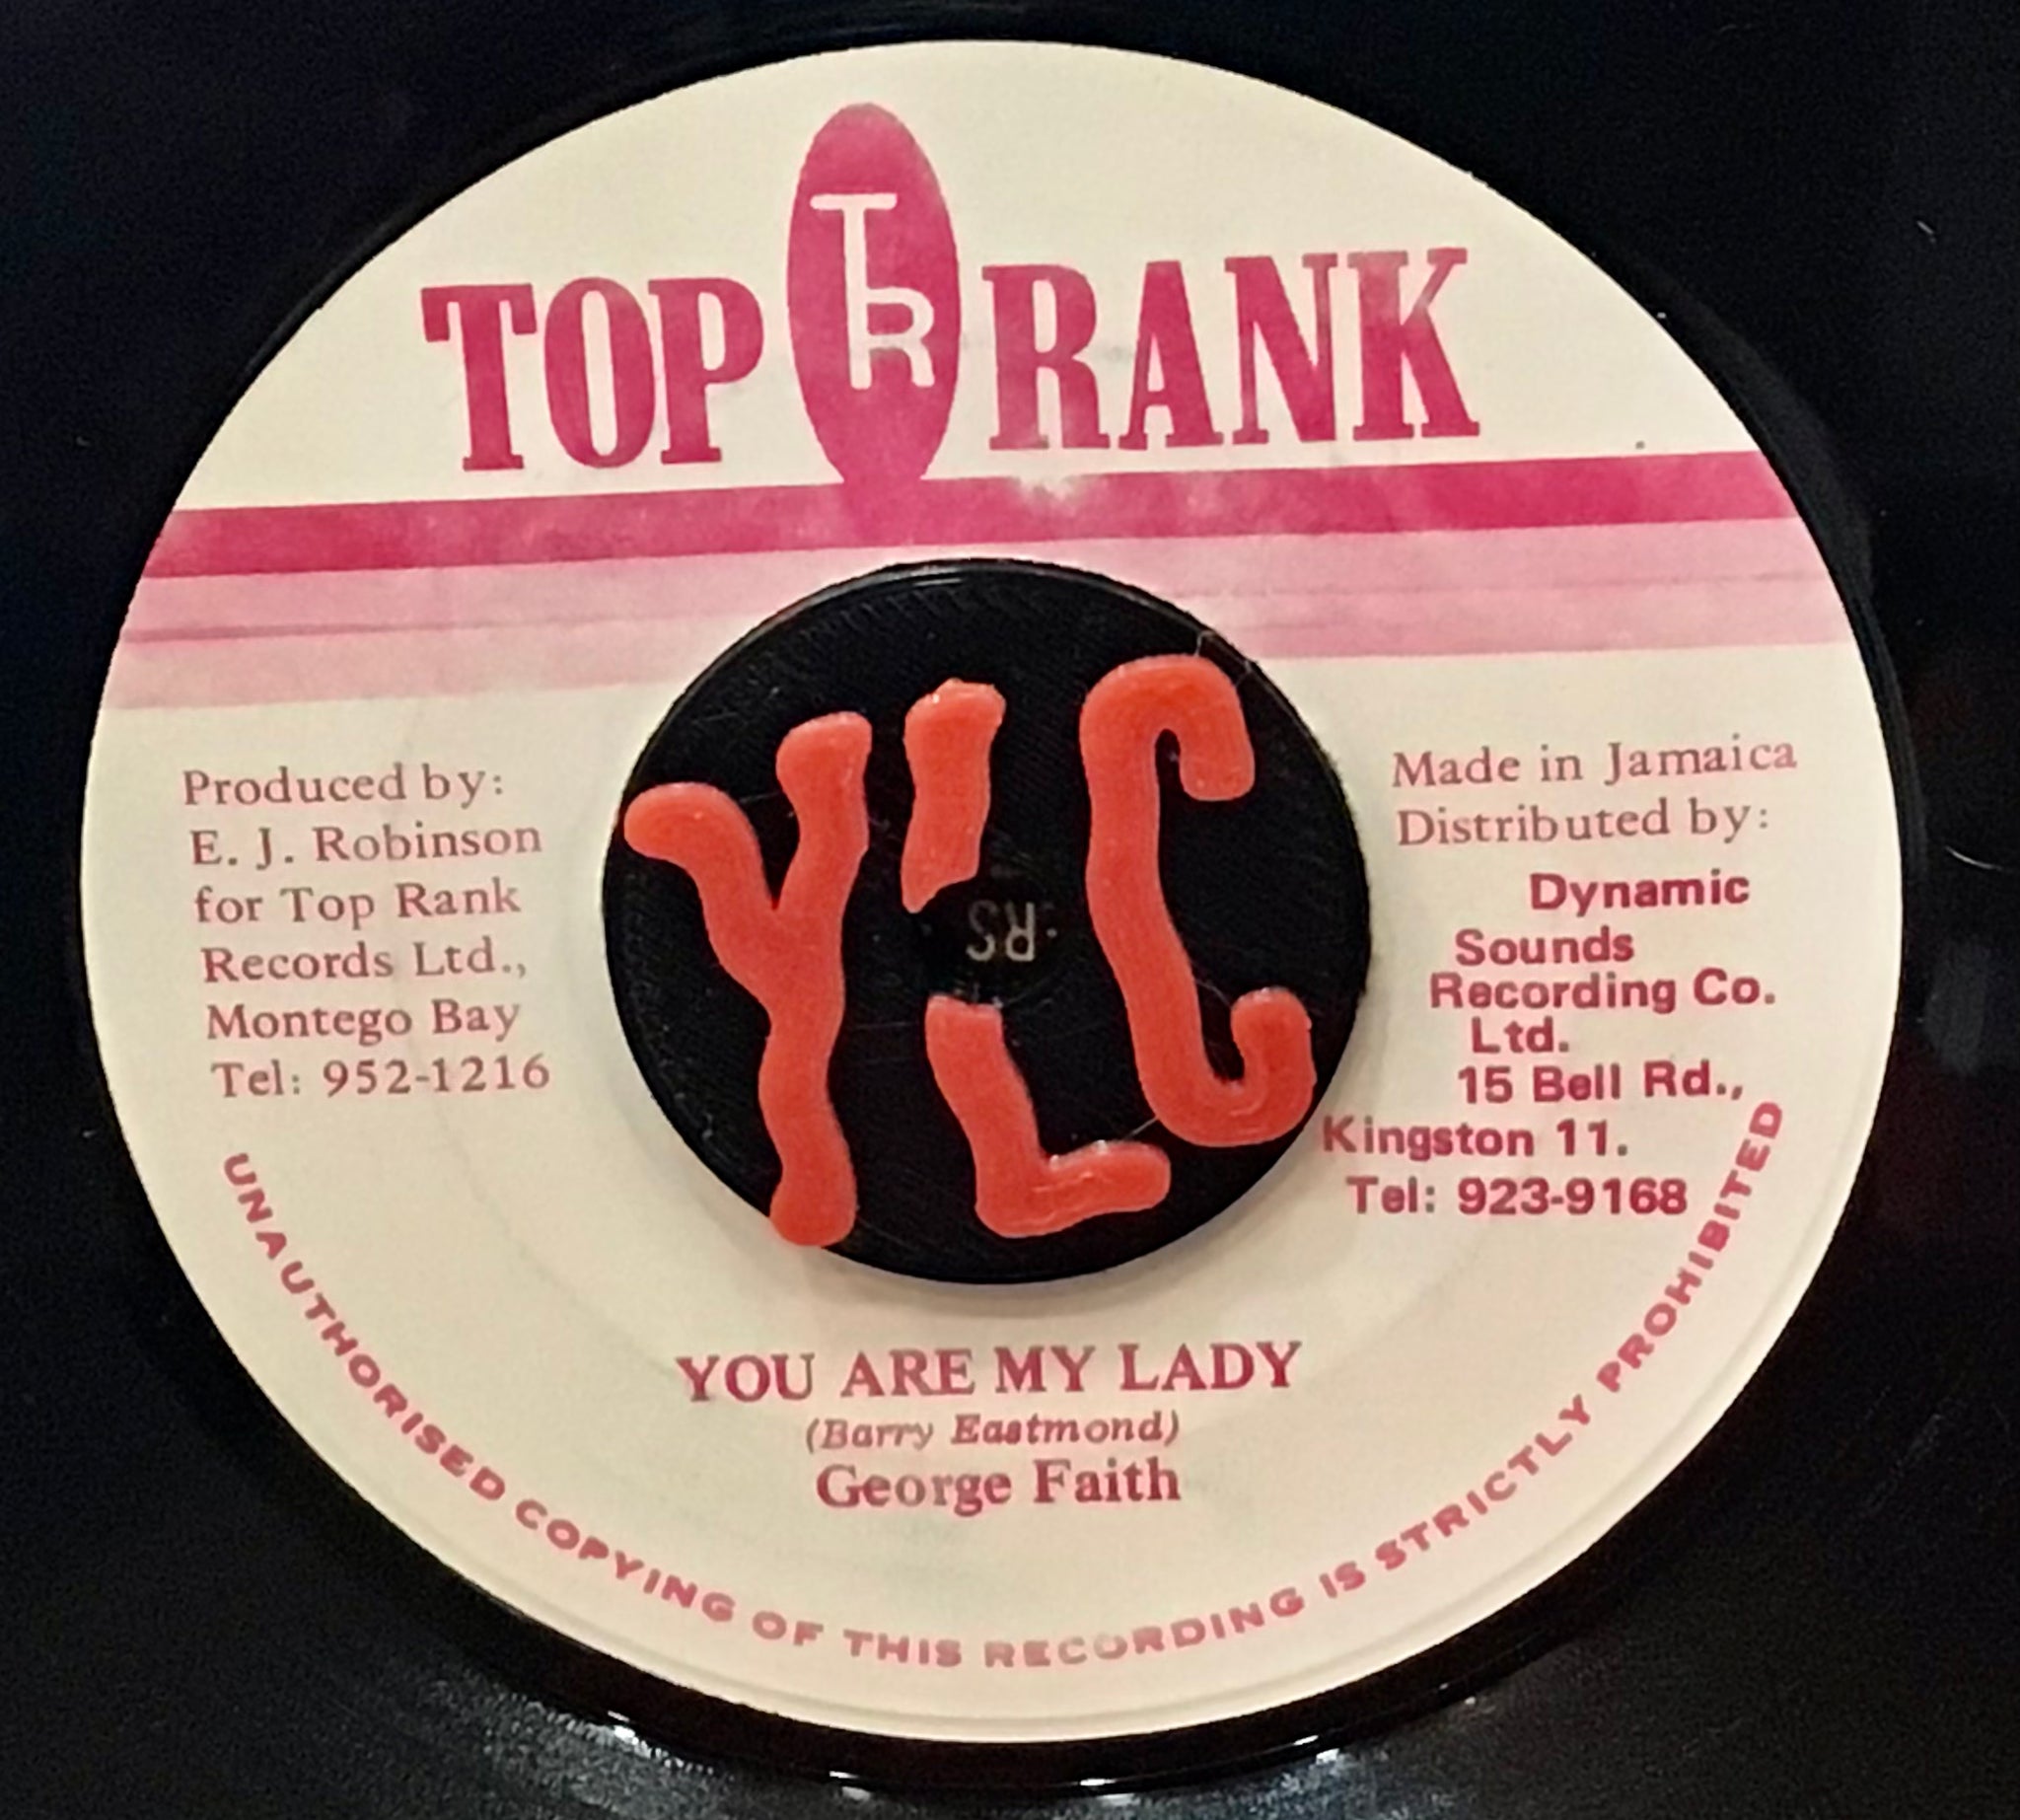 TR
TOP RANK
Produced by:
E. J. Robinson
for Top Rank
Records Ltd.,
Montego Bay
Tel: 952-1216
Y'LC
RS
Made in Jamaica
Distributed by:
Dynamic
Sounds
Recording Co.
Ltd.
15 Bell Rd.,
Kingston 11.
Tel: 923-9168
YOU ARE MY LADY
(Barry Eastmond)
George Faith
UNAUTHORISED COPYING OF THIS RECORDING IS STRICTLY PROHIBITED